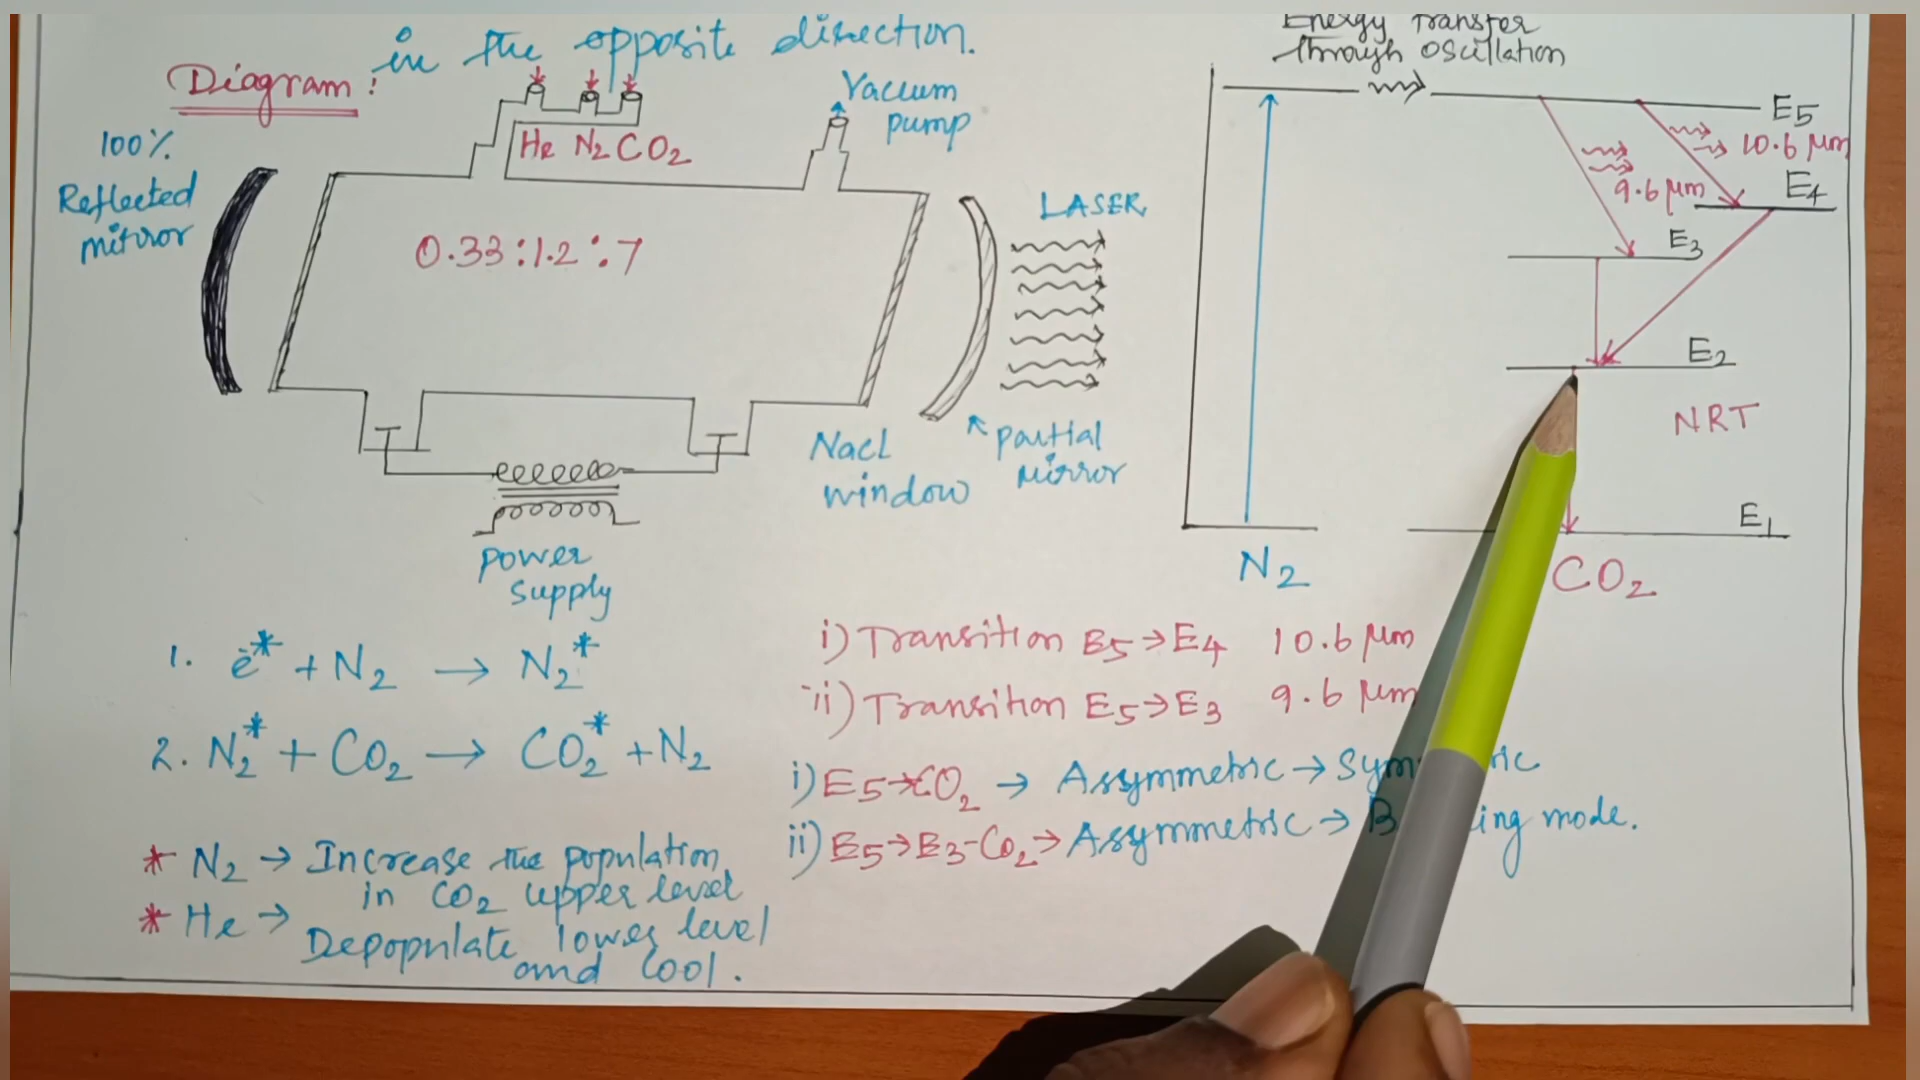 in the opposite direction.
Diagram:
Energy Transfer
through oscillation
100%
Reflected
mirror
He N2 CO2
Vacuum
pump
0.33:1.2:7
LASER
NaCl
window
partial
mirror
power
supply
E5
10.6 μm
9.6 μm
E4
E3
E2
NRT
E1
N2
CO2
1. e* + N2 → N2*
2. N2* + CO2 → CO2* + N2
* N2 → Increase the population
in CO2 upper level
* He → Depopulate lower level
and cool.
i) Transition E5→E4 10.6 μm
ii) Transition E5→E3 9.6 μm
i) E5→CO2 → Asymmetric →
ii) E5→E3-CO2→ Asymmetric → mode.